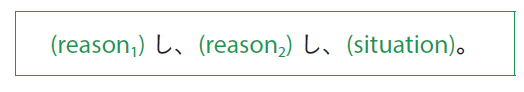 (reason₁) し、(reason₂) し、(situation)。